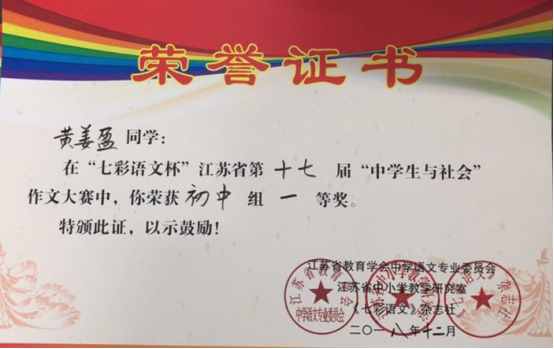 荣誉证书
黄姜盈 同学：
在“七彩语文杯”江苏省第 十七 届“中学生与社会”
作文大赛中，你荣获 初中 组 一 等奖。
特颁此证，以示鼓励！
江苏省教育学会中学语文专业委员会
江苏省中小学教学研究室
《七彩语文》杂志社
二〇一八年十二月